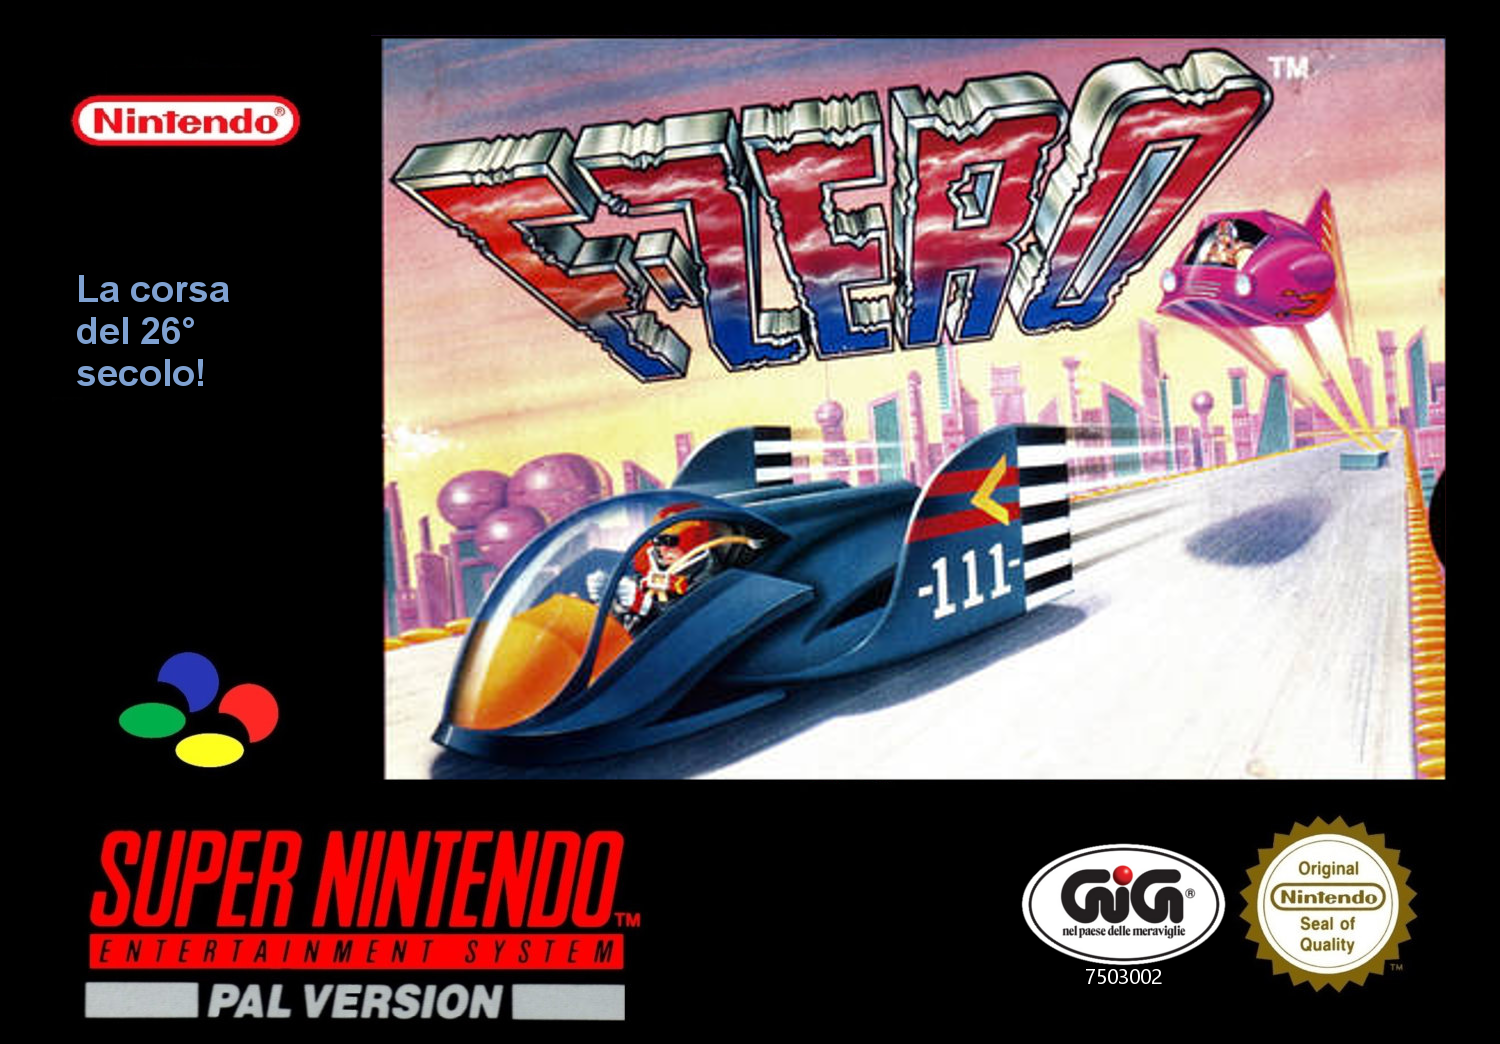 Nintendo®
F-ZERO
TM
La corsa
del 26°
secolo!
-111-
SUPER NINTENDO
TM
ENTERTAINMENT SYSTEM
PAL VERSION
GiG®
nel paese delle meraviglie
7503002
Original
Nintendo
Seal of
Quality
TM